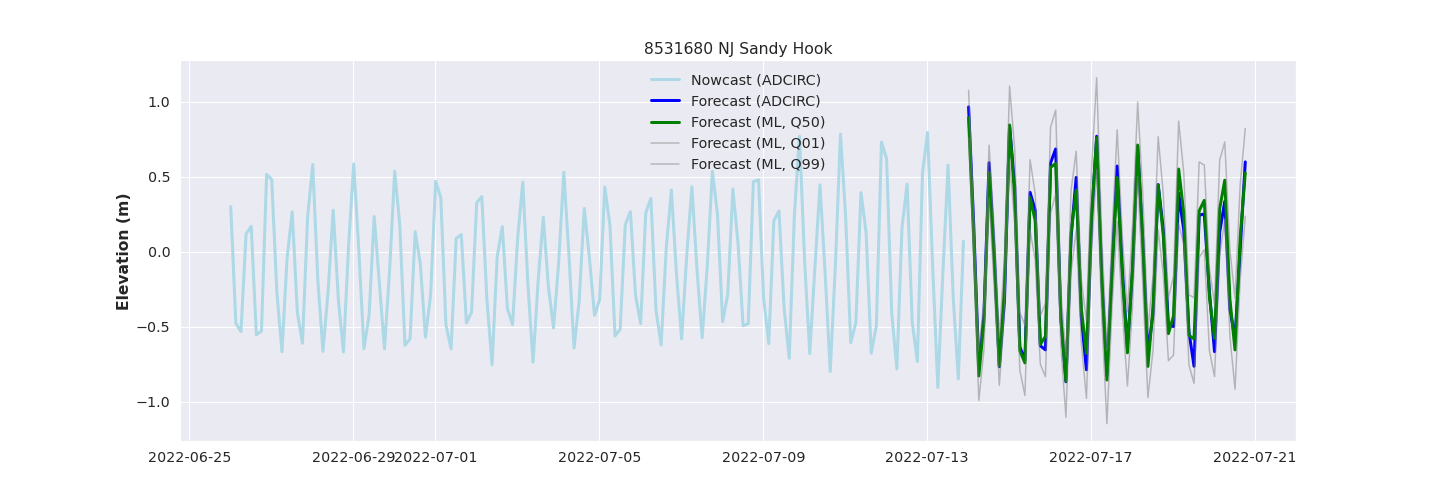 8531680 NJ Sandy Hook
Nowcast (ADCIRC)
Forecast (ADCIRC)
Forecast (ML, Q50)
Forecast (ML, Q01)
Forecast (ML, Q99)
Elevation (m)
1.0
0.5
0.0
−0.5
−1.0
2022-06-25 2022-06-29 2022-07-01 2022-07-05 2022-07-09 2022-07-13 2022-07-17 2022-07-21